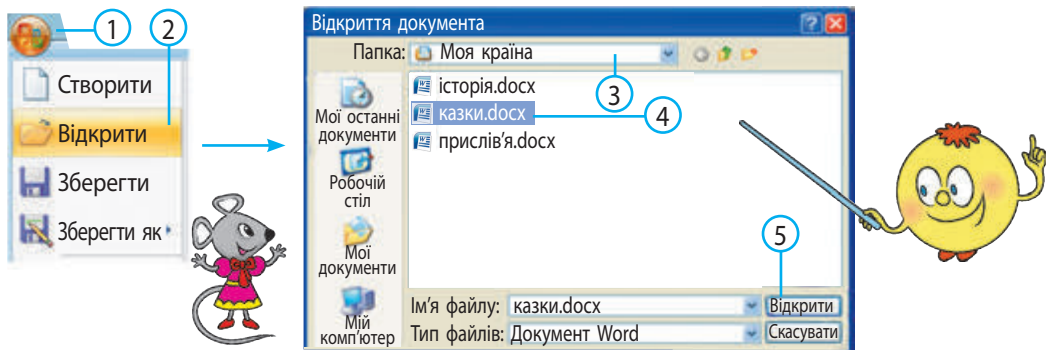 1
2
Створити
Відкрити
Зберегти
Зберегти як
Відкриття документа
Папка: Моя країна
3
історія.docx
казки.docx
4
прислів’я.docx
Мої останні
документи
Робочій
стіл
Мої
документи
Мій
комп'ютер
5
Ім'я файлу: казки.docx Відкрити
Тип файлів: Документ Word Скасувати